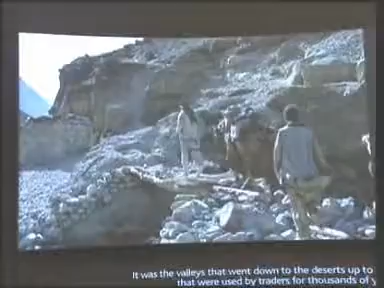 It was the valleys that went down to the deserts up to
that were used by traders for thousands of